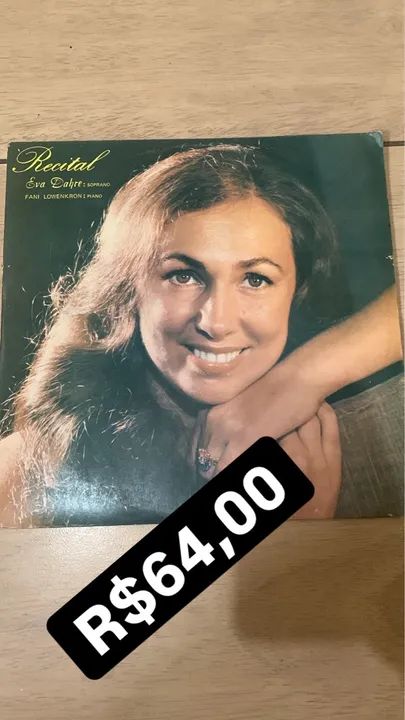 Recital
Eva Dahre: SOPRANO
FANI LOWENKRON: PIANO
R$64,00